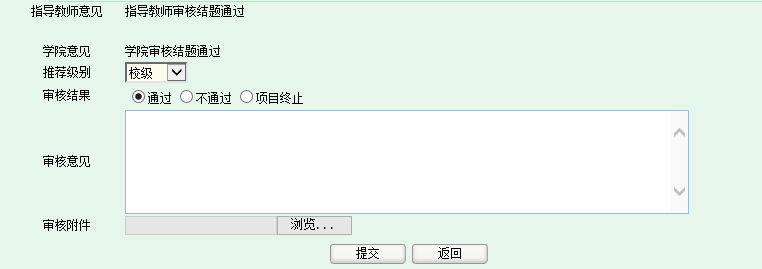 指导教师意见 指导教师审核结题通过
学院意见 学院审核结题通过
推荐级别 校级
审核结果 通过 不通过 项目终止
审核意见
审核附件 浏览...
提交 返回